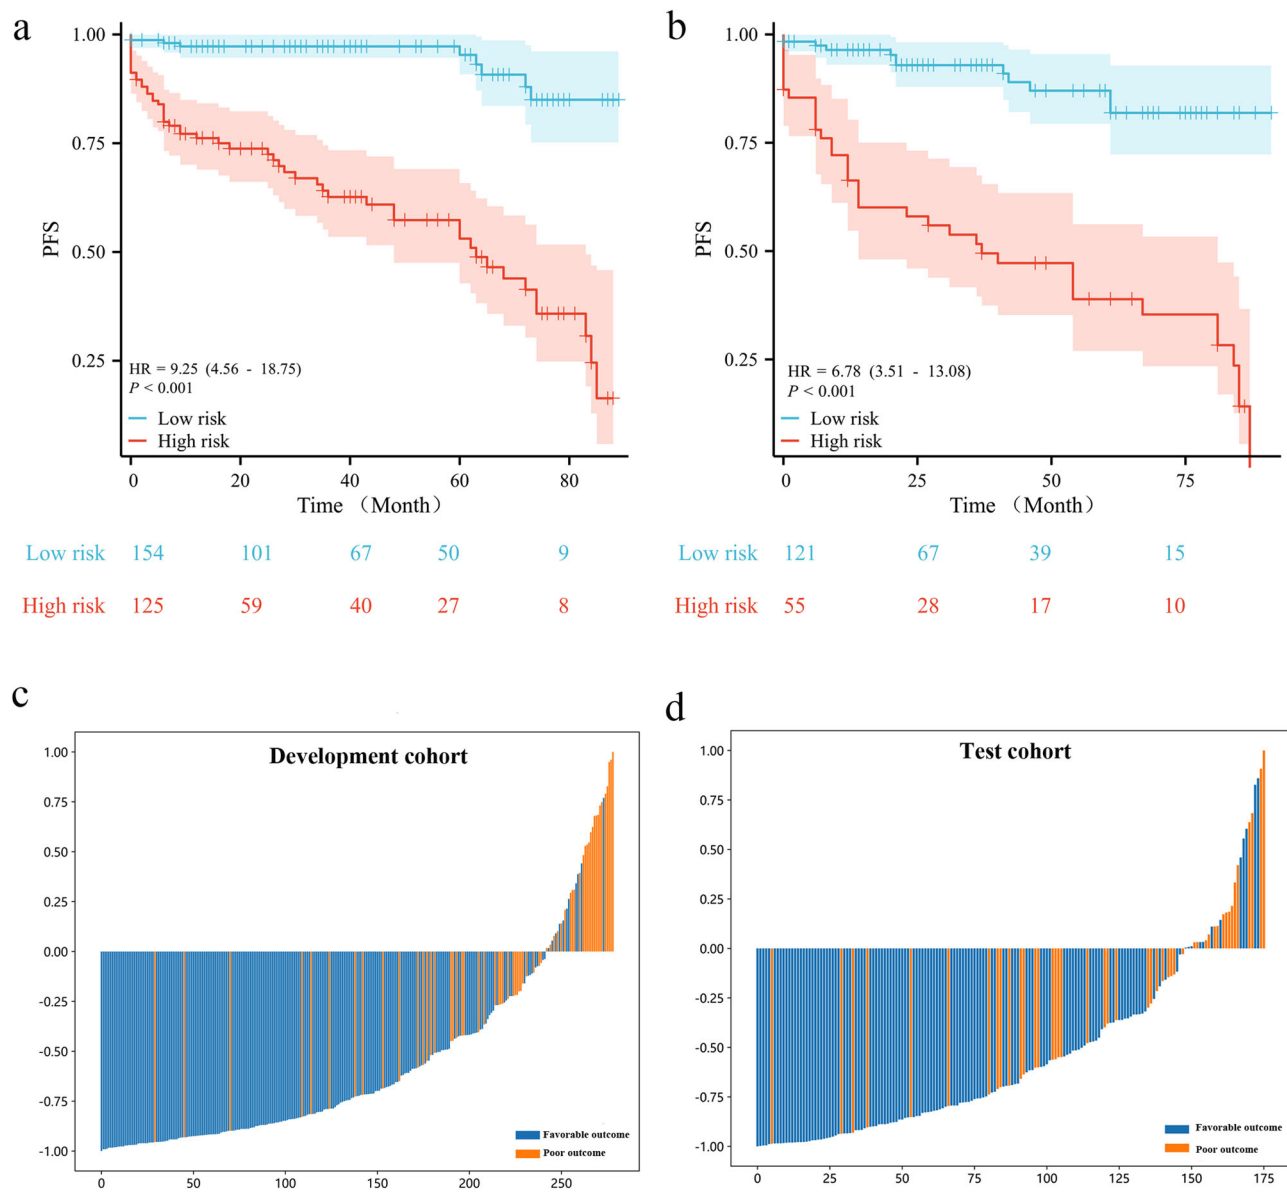 a
1.00
0.75
0.50
0.25
PFS
HR = 9.25 (4.56 - 18.75)
P < 0.001
Low risk
High risk
0 20 40 60 80
Time （Month）
Low risk 154 101 67 50 9
High risk 125 59 40 27 8
b
1.00
0.75
0.50
0.25
PFS
HR = 6.78 (3.51 - 13.08)
P < 0.001
Low risk
High risk
0 25 50 75
Time （Month）
Low risk 121 67 39 15
High risk 55 28 17 10
c
Development cohort
1.00
0.75
0.50
0.25
0.00
-0.25
-0.50
-0.75
-1.00
Favorable outcome
Poor outcome
0 50 100 150 200 250
d
Test cohort
1.00
0.75
0.50
0.25
0.00
-0.25
-0.50
-0.75
-1.00
Favorable outcome
Poor outcome
0 25 50 75 100 125 150 175